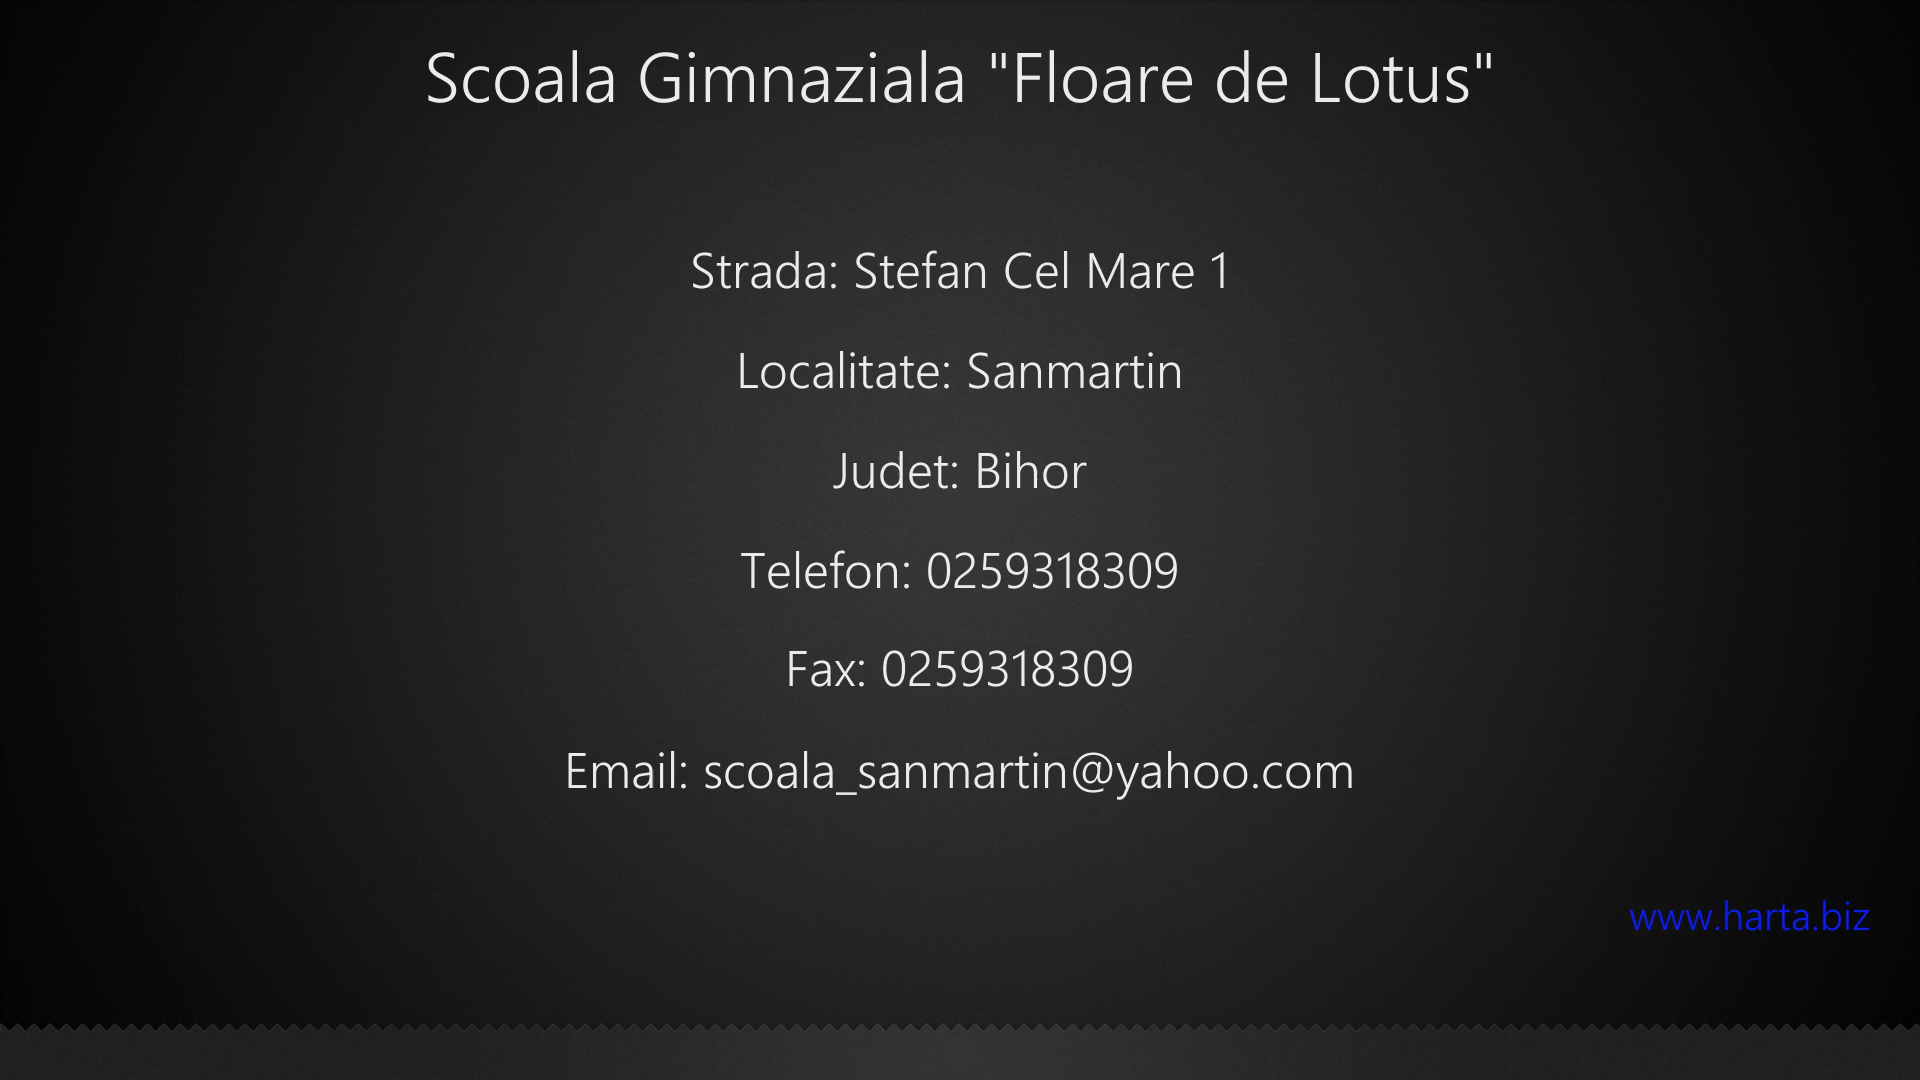 Scoala Gimnaziala "Floare de Lotus"
Strada: Stefan Cel Mare 1
Localitate: Sanmartin
Judet: Bihor
Telefon: 0259318309
Fax: 0259318309
Email: scoala_sanmartin@yahoo.com
www.harta.biz